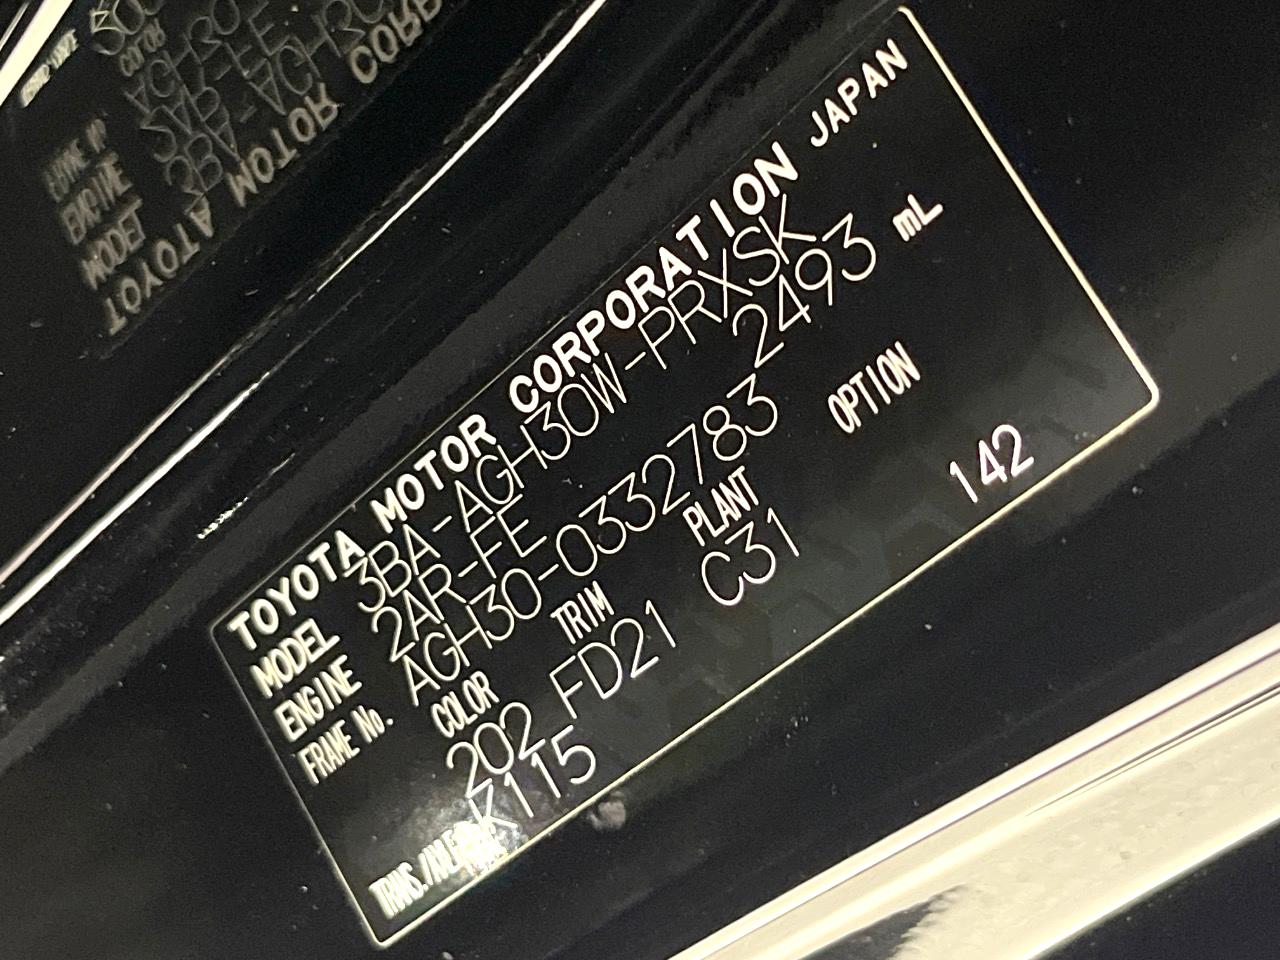 TOYOTA MOTOR CORPORATION JAPAN
MODEL 3BA-AGH30W-PRXSK
ENGINE 2AR-FE 2493 mL
FRAME No. AGH30-0332783
COLOR TRIM PLANT OPTION
202 FD21 C31 142
TRANS./AXLE K115